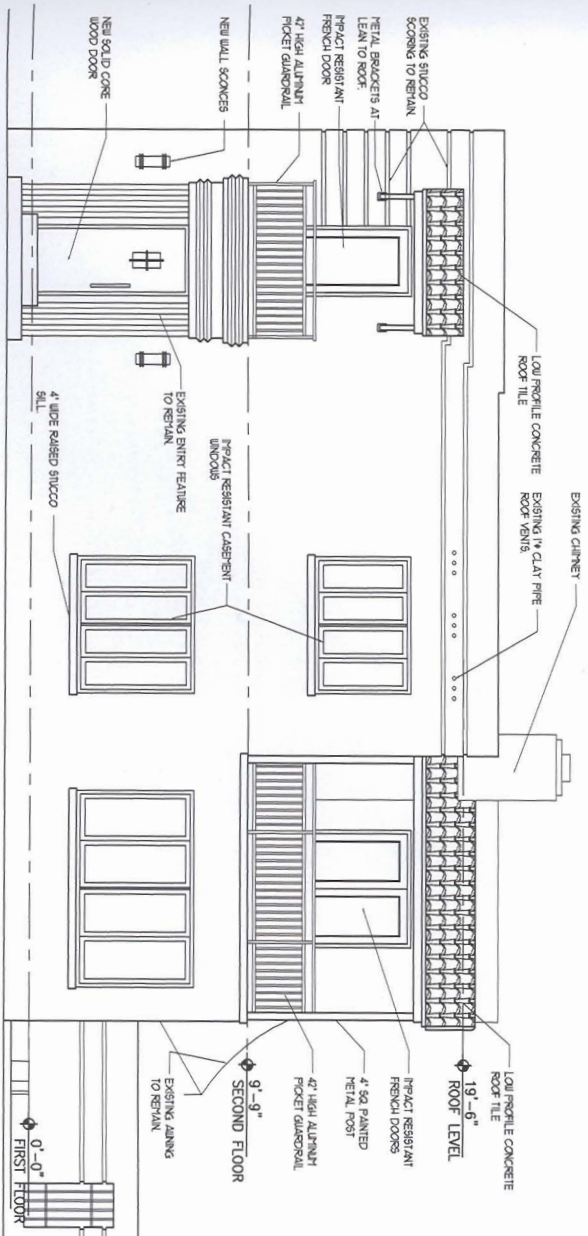 EXISTING CHIMNEY
LOW PROFILE CONCRETE
ROOF TILE
EXISTING 1"Φ CLAY PIPE
ROOF VENTS.
LOW PROFILE CONCRETE
ROOF TILE
EXISTING STUCCO
SCORING TO REMAIN.
METAL BRACKETS AT
LEAN TO ROOF.
IMPACT RESISTANT
FRENCH DOOR
42" HIGH ALUMINUM
PICKET GUARDRAIL
NEW WALL SCONCES
NEW SOLID CORE
WOOD DOOR
EXISTING ENTRY FEATURE
TO REMAIN.
IMPACT RESISTANT CASEMENT
WINDOWS
4" WIDE RAISED STUCCO
SILL
19'-6"
ROOF LEVEL
IMPACT RESISTANT
FRENCH DOORS
4" SQ. PAINTED
METAL POST
42" HIGH ALUMINUM
PICKET GUARDRAIL
9'-9"
SECOND FLOOR
EXISTING AWNING
TO REMAIN.
0'-0"
FIRST FLOOR